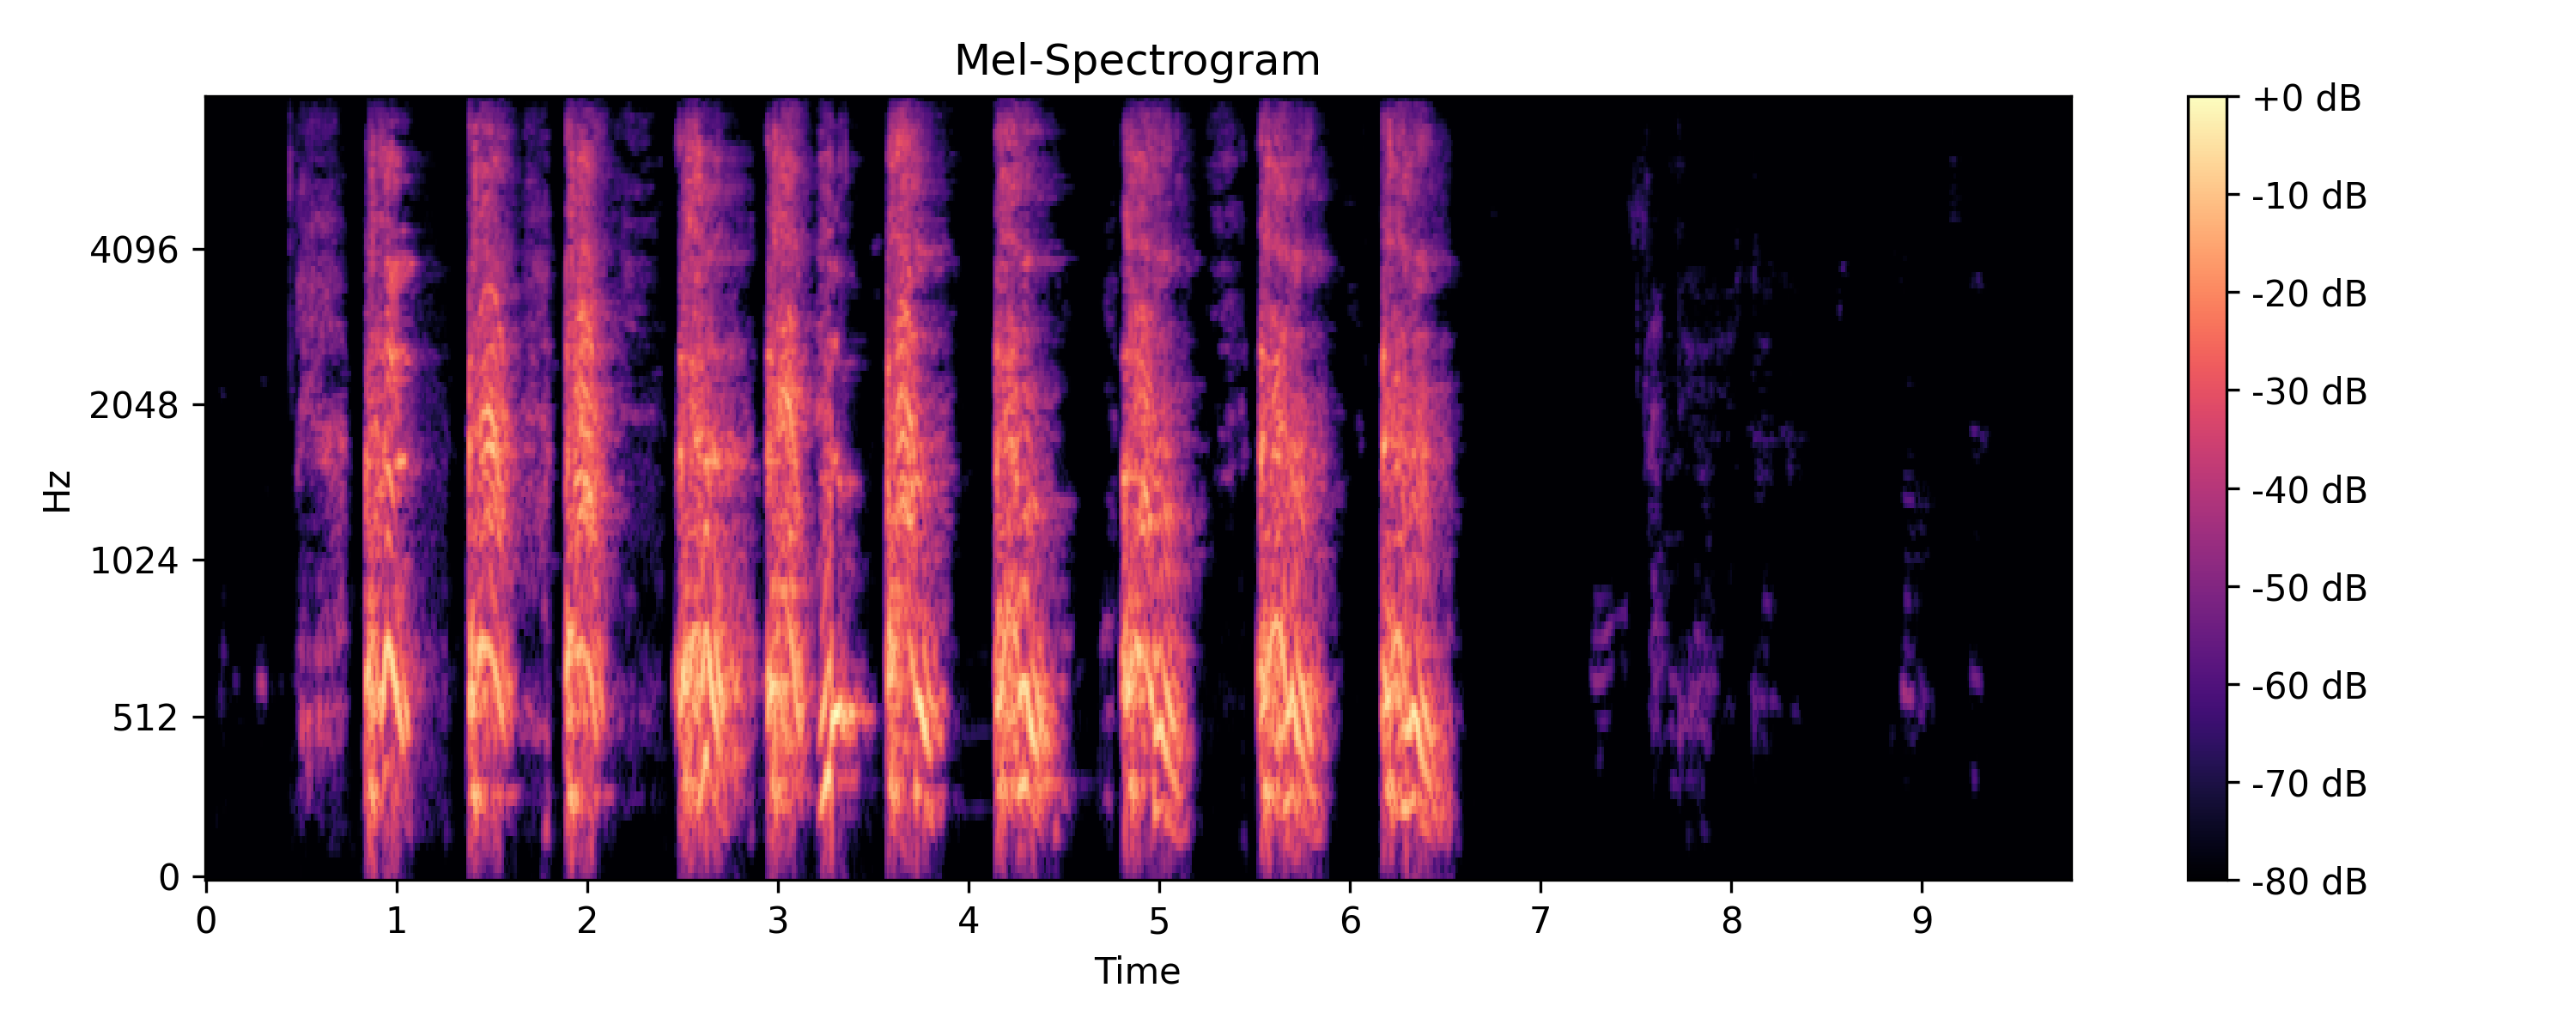 Mel-Spectrogram
+0 dB
-10 dB
-20 dB
-30 dB
-40 dB
-50 dB
-60 dB
-70 dB
-80 dB
Hz
4096
2048
1024
512
0
0 1 2 3 4 5 6 7 8 9
Time